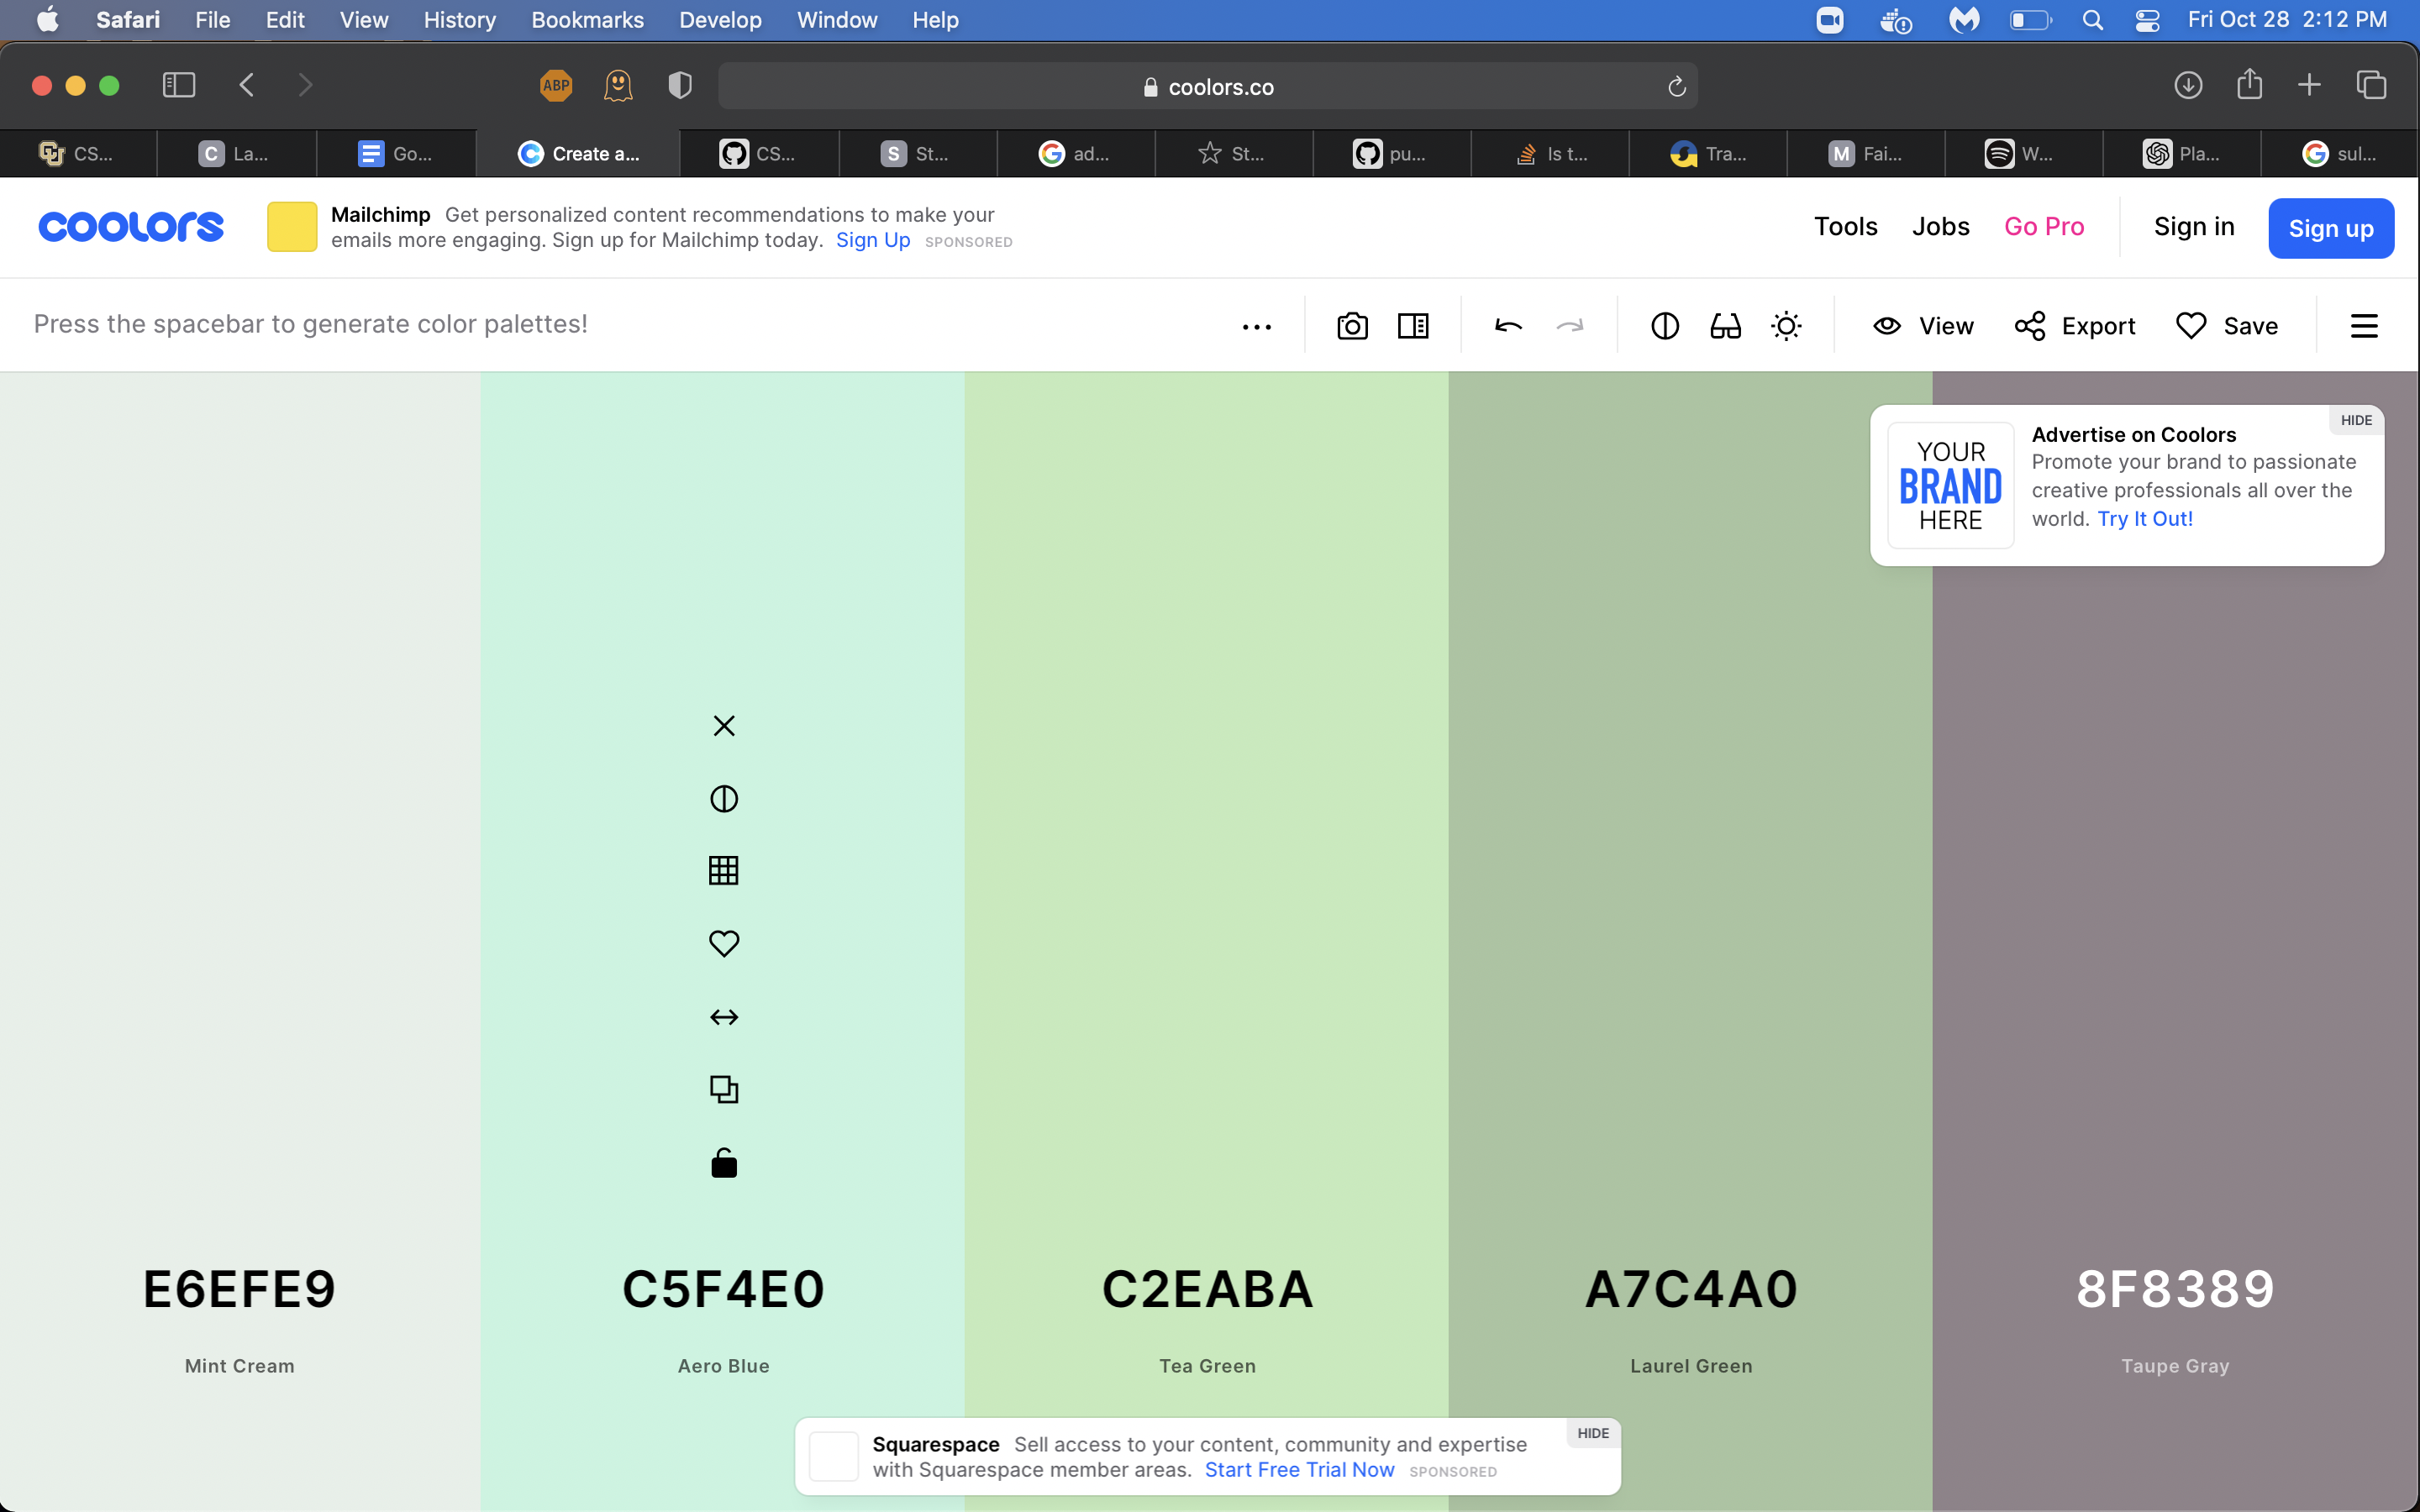 Safari File Edit View History Bookmarks Develop Window Help Fri Oct 28 2:12 PM
ABP coolors.co
CS... C La... Go... Create a... CS... S St... ad... St... pu... Is t... Tra... M Fai... W... Pla... sul...
coolors
Mailchimp Get personalized content recommendations to make your
emails more engaging. Sign up for Mailchimp today. Sign Up SPONSORED
Tools Jobs Go Pro Sign in Sign up
Press the spacebar to generate color palettes!
View Export Save
HIDE
YOUR
BRAND
HERE
Advertise on Coolors
Promote your brand to passionate
creative professionals all over the
world. Try It Out!
E6EFE9 C5F4E0 C2EABA A7C4A0 8F8389
Mint Cream Aero Blue Tea Green Laurel Green Taupe Gray
Squarespace Sell access to your content, community and expertise
with Squarespace member areas. Start Free Trial Now SPONSORED
HIDE